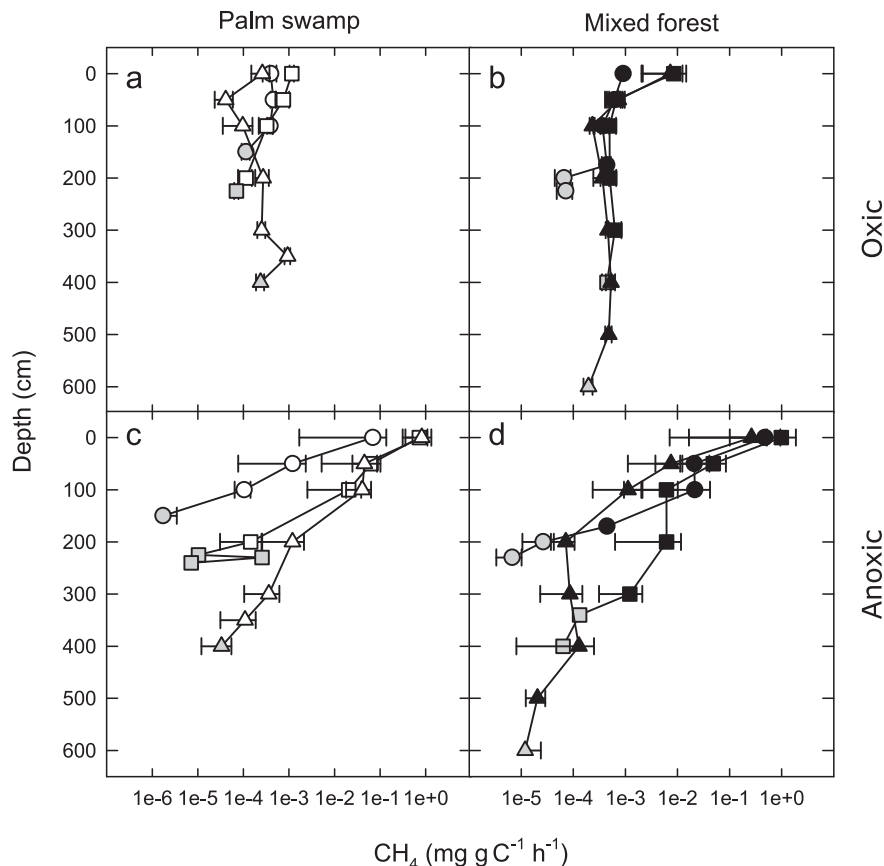 Palm swamp Mixed forest
a b
0
100
200
300
400
500
600
Oxic
Depth (cm)
c d
0
100
200
300
400
500
600
Anoxic
1e-6 1e-5 1e-4 1e-3 1e-2 1e-1 1e+0 1e-5 1e-4 1e-3 1e-2 1e-1 1e+0
CH₄ (mg g C⁻¹ h⁻¹)